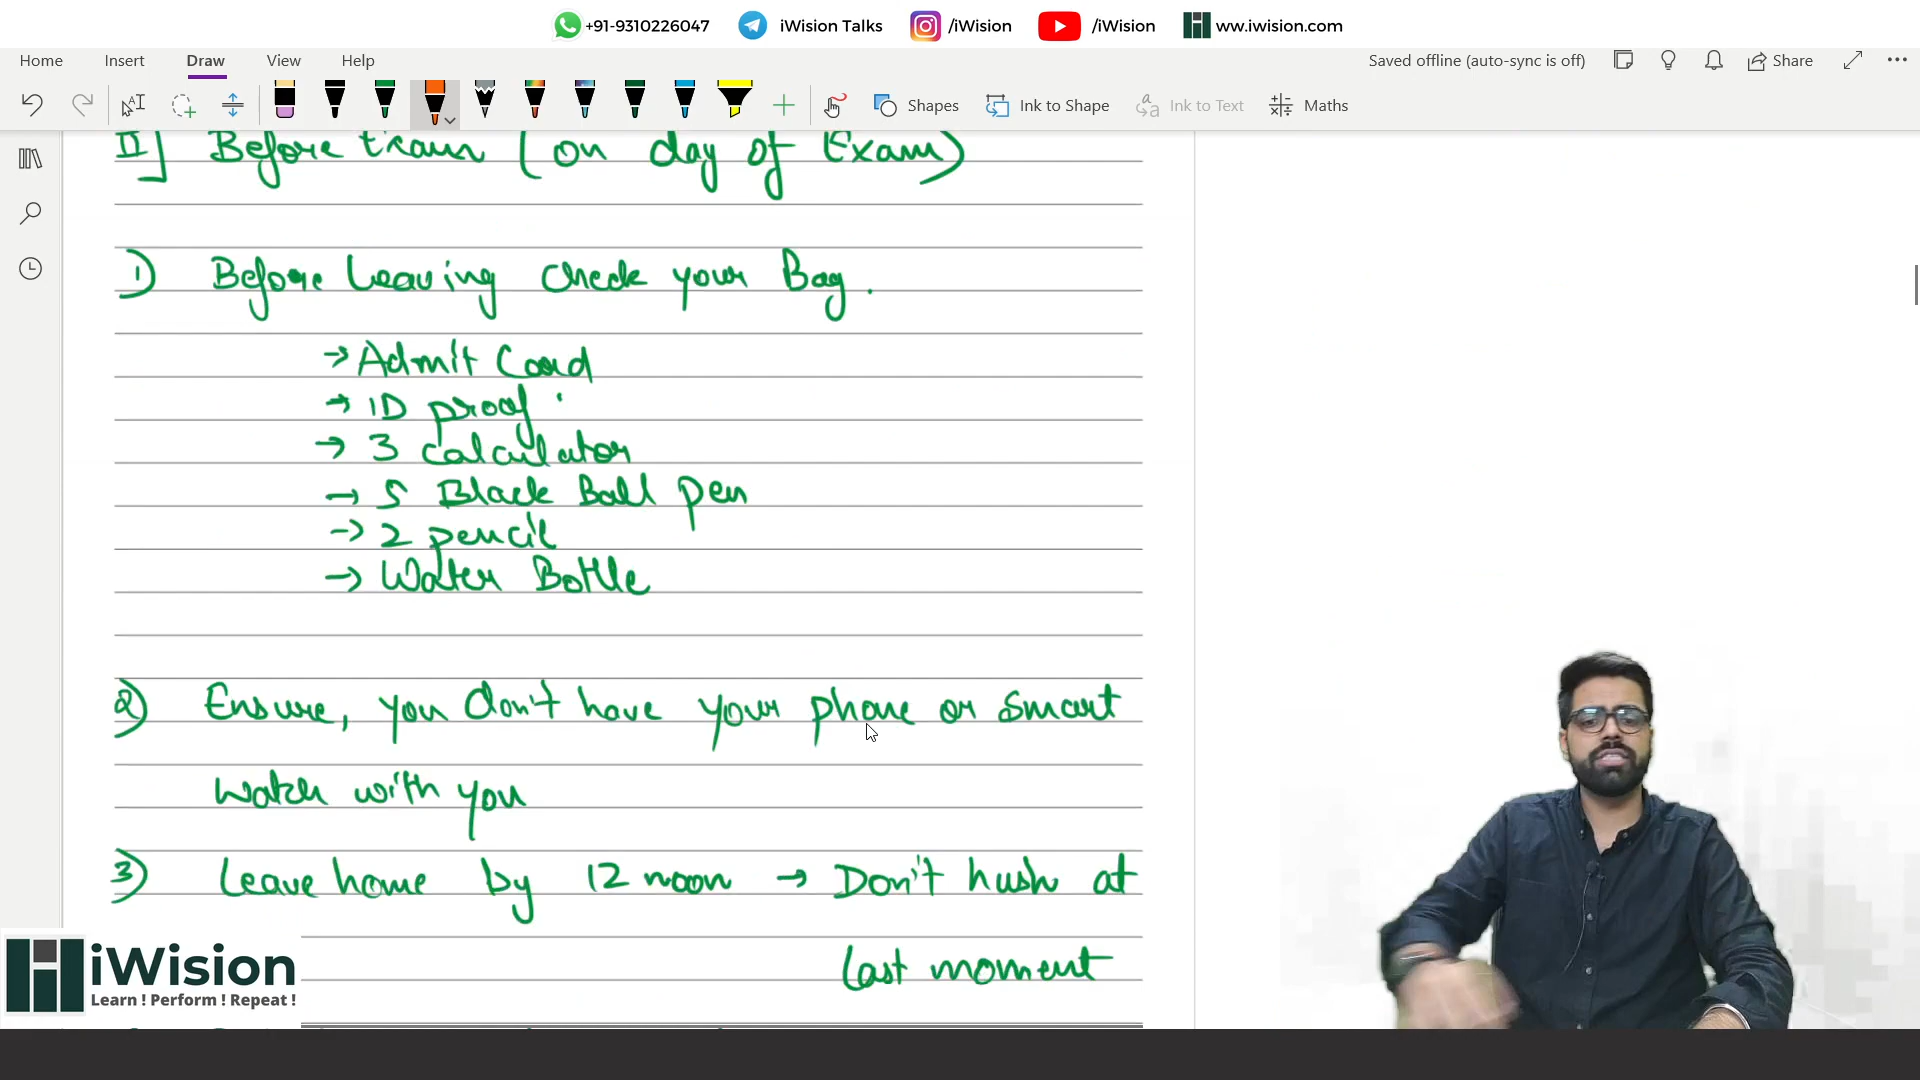 +91-9310226047 iWision Talks /iWision /iWision ww.iwision.com
Home Insert Draw View Help Saved offline (auto-sync is off) Share
Shapes Ink to Shape Ink to Text Maths
II] Before Exam (on day of Exam)
1) Before leaving check your Bag.
→ Admit Card
→ ID proof
→ 3 calculator
→ 5 Black Ball pen
→ 2 pencil
→ Water Bottle
2) Ensure, you don't have your phone or smart
watch with you
3) Leave home by 12 noon → Don't hush at
last moment
iWision
Learn ! Perform ! Repeat !